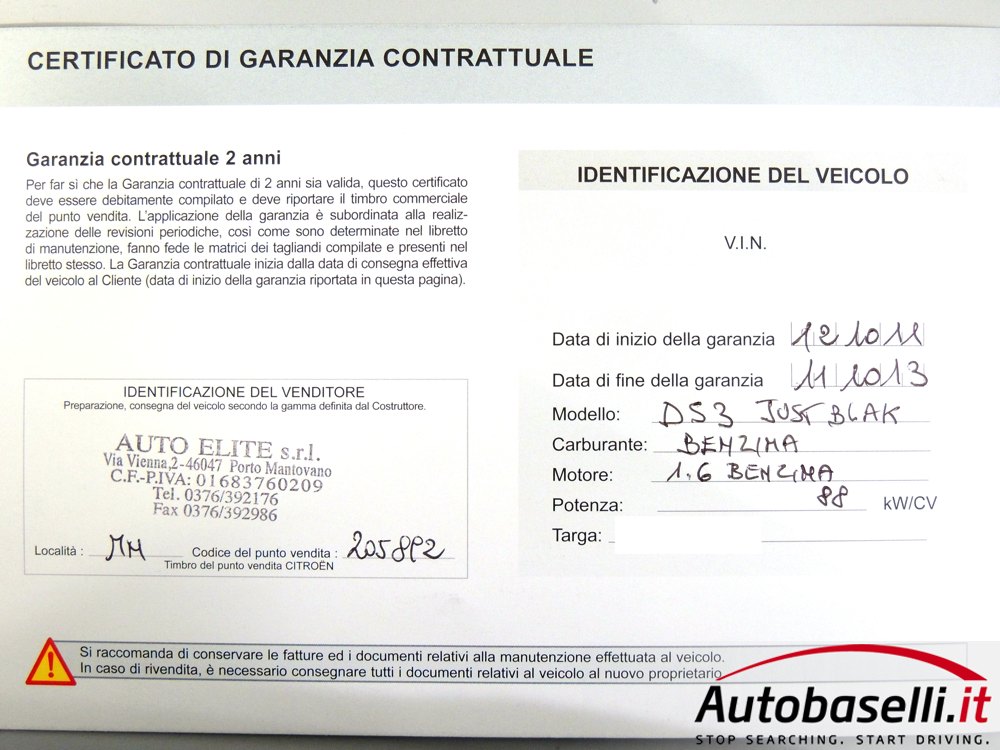 CERTIFICATO DI GARANZIA CONTRATTUALE
Garanzia contrattuale 2 anni
Per far sì che la Garanzia contrattuale di 2 anni sia valida, questo certificato
deve essere debitamente compilato e deve riportare il timbro commerciale
del punto vendita. L'applicazione della garanzia è subordinata alla realiz-
zazione delle revisioni periodiche, così come sono determinate nel libretto
di manutenzione, fanno fede le matrici dei tagliandi compilate e presenti nel
libretto stesso. La Garanzia contrattuale inizia dalla data di consegna effettiva
del veicolo al Cliente (data di inizio della garanzia riportata in questa pagina).
IDENTIFICAZIONE DEL VENDITORE
Preparazione, consegna del veicolo secondo la gamma definita dal Costruttore.
AUTO ELITE s.r.l.
Via Vienna,2-46047 Porto Mantovano
C.F.-P.IVA: 01683760209
Tel. 0376/392176
Fax 0376/392986
Località : MN Codice del punto vendita : 205892
Timbro del punto vendita CITROËN
IDENTIFICAZIONE DEL VEICOLO
V.I.N.
Data di inizio della garanzia 12 10 11
Data di fine della garanzia 11 10 13
Modello: DS3 JUST BLAK
Carburante: BENZINA
Motore: 1.6 BENZINA
Potenza: 88 kW/CV
Targa:
Si raccomanda di conservare le fatture ed i documenti relativi alla manutenzione effettuata al veicolo.
In caso di rivendita, è necessario consegnare tutti i documenti relativi al veicolo al nuovo proprietario.
Autobaselli.it
STOP SEARCHING. START DRIVING.